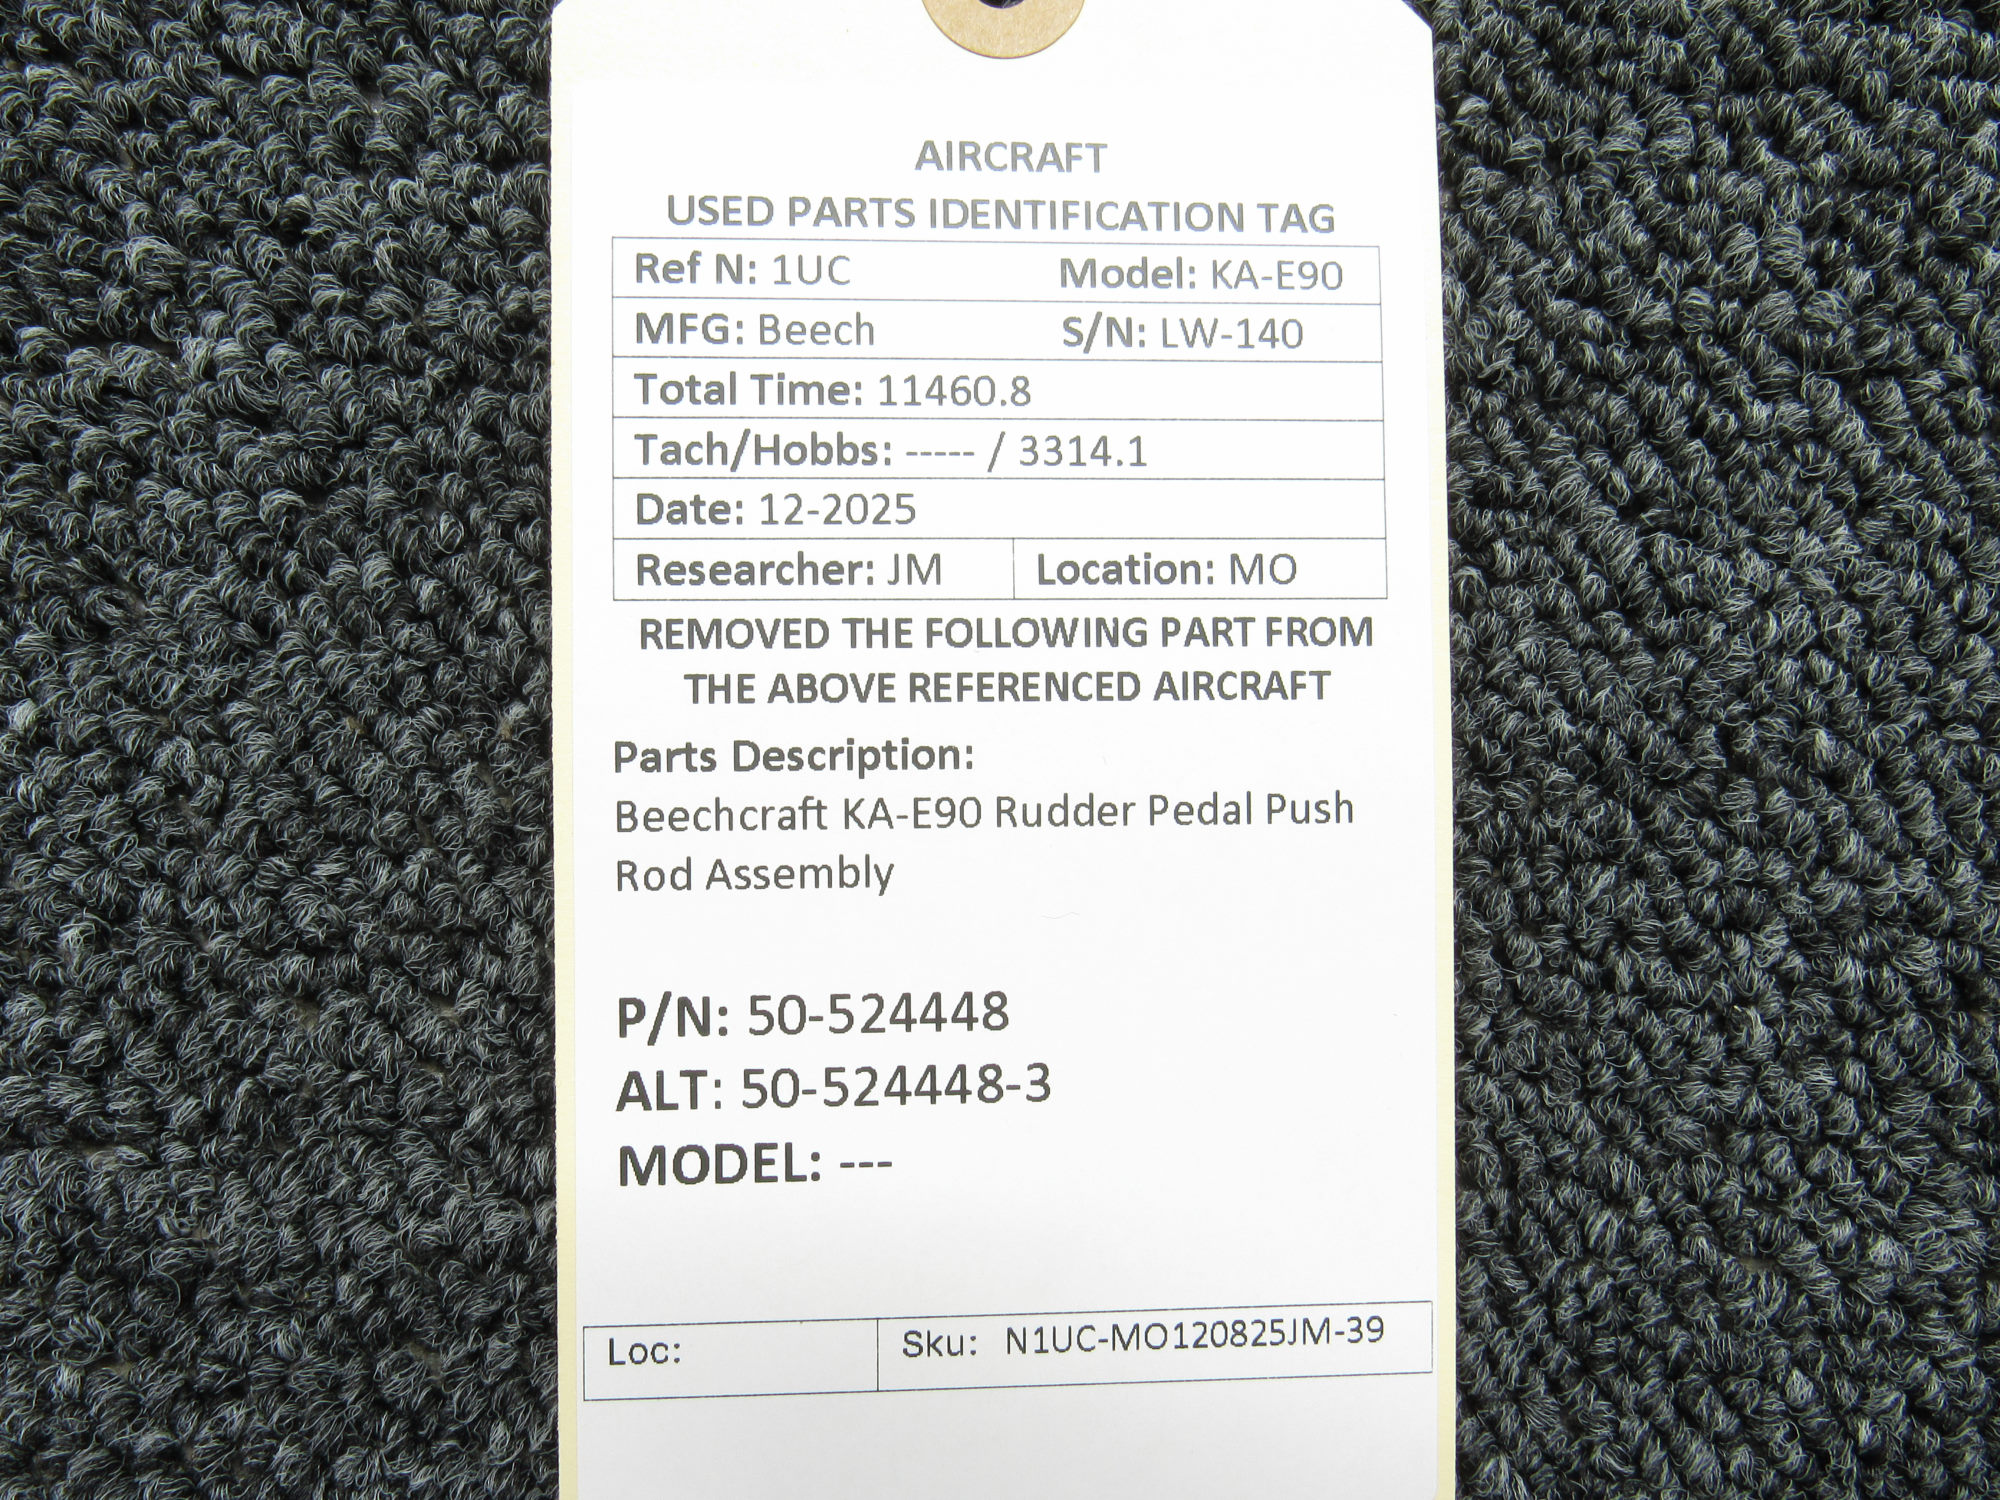 AIRCRAFT
USED PARTS IDENTIFICATION TAG
Ref N: 1UC Model: KA-E90
MFG: Beech S/N: LW-140
Total Time: 11460.8
Tach/Hobbs: ----- / 3314.1
Date: 12-2025
Researcher: JM Location: MO
REMOVED THE FOLLOWING PART FROM
THE ABOVE REFERENCED AIRCRAFT
Parts Description:
Beechcraft KA-E90 Rudder Pedal Push
Rod Assembly
P/N: 50-524448
ALT: 50-524448-3
MODEL: ---
Loc: Sku: N1UC-MO120825JM-39